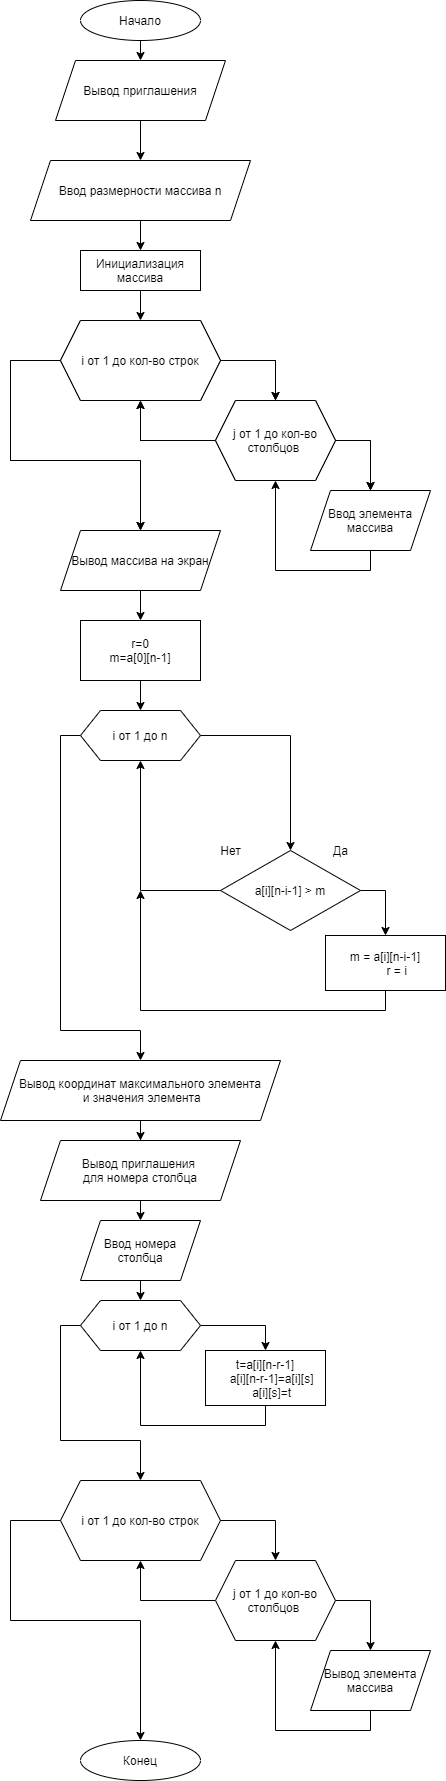 Начало
Вывод приглашения
Ввод размерности массива n
Инициализация
массива
i от 1 до кол-во строк
j от 1 до кол-во
столбцов
Ввод элемента
массива
Вывод массива на экран
r=0
m=a[0][n-1]
i от 1 до n
Нет
Да
a[i][n-i-1] > m
m = a[i][n-i-1]
r = i
Вывод координат максимального элемента
и значения элемента
Вывод приглашения
для номера столбца
Ввод номера
столбца
i от 1 до n
t=a[i][n-r-1]
a[i][n-r-1]=a[i][s]
a[i][s]=t
i от 1 до кол-во строк
j от 1 до кол-во
столбцов
Вывод элемента
массива
Конец